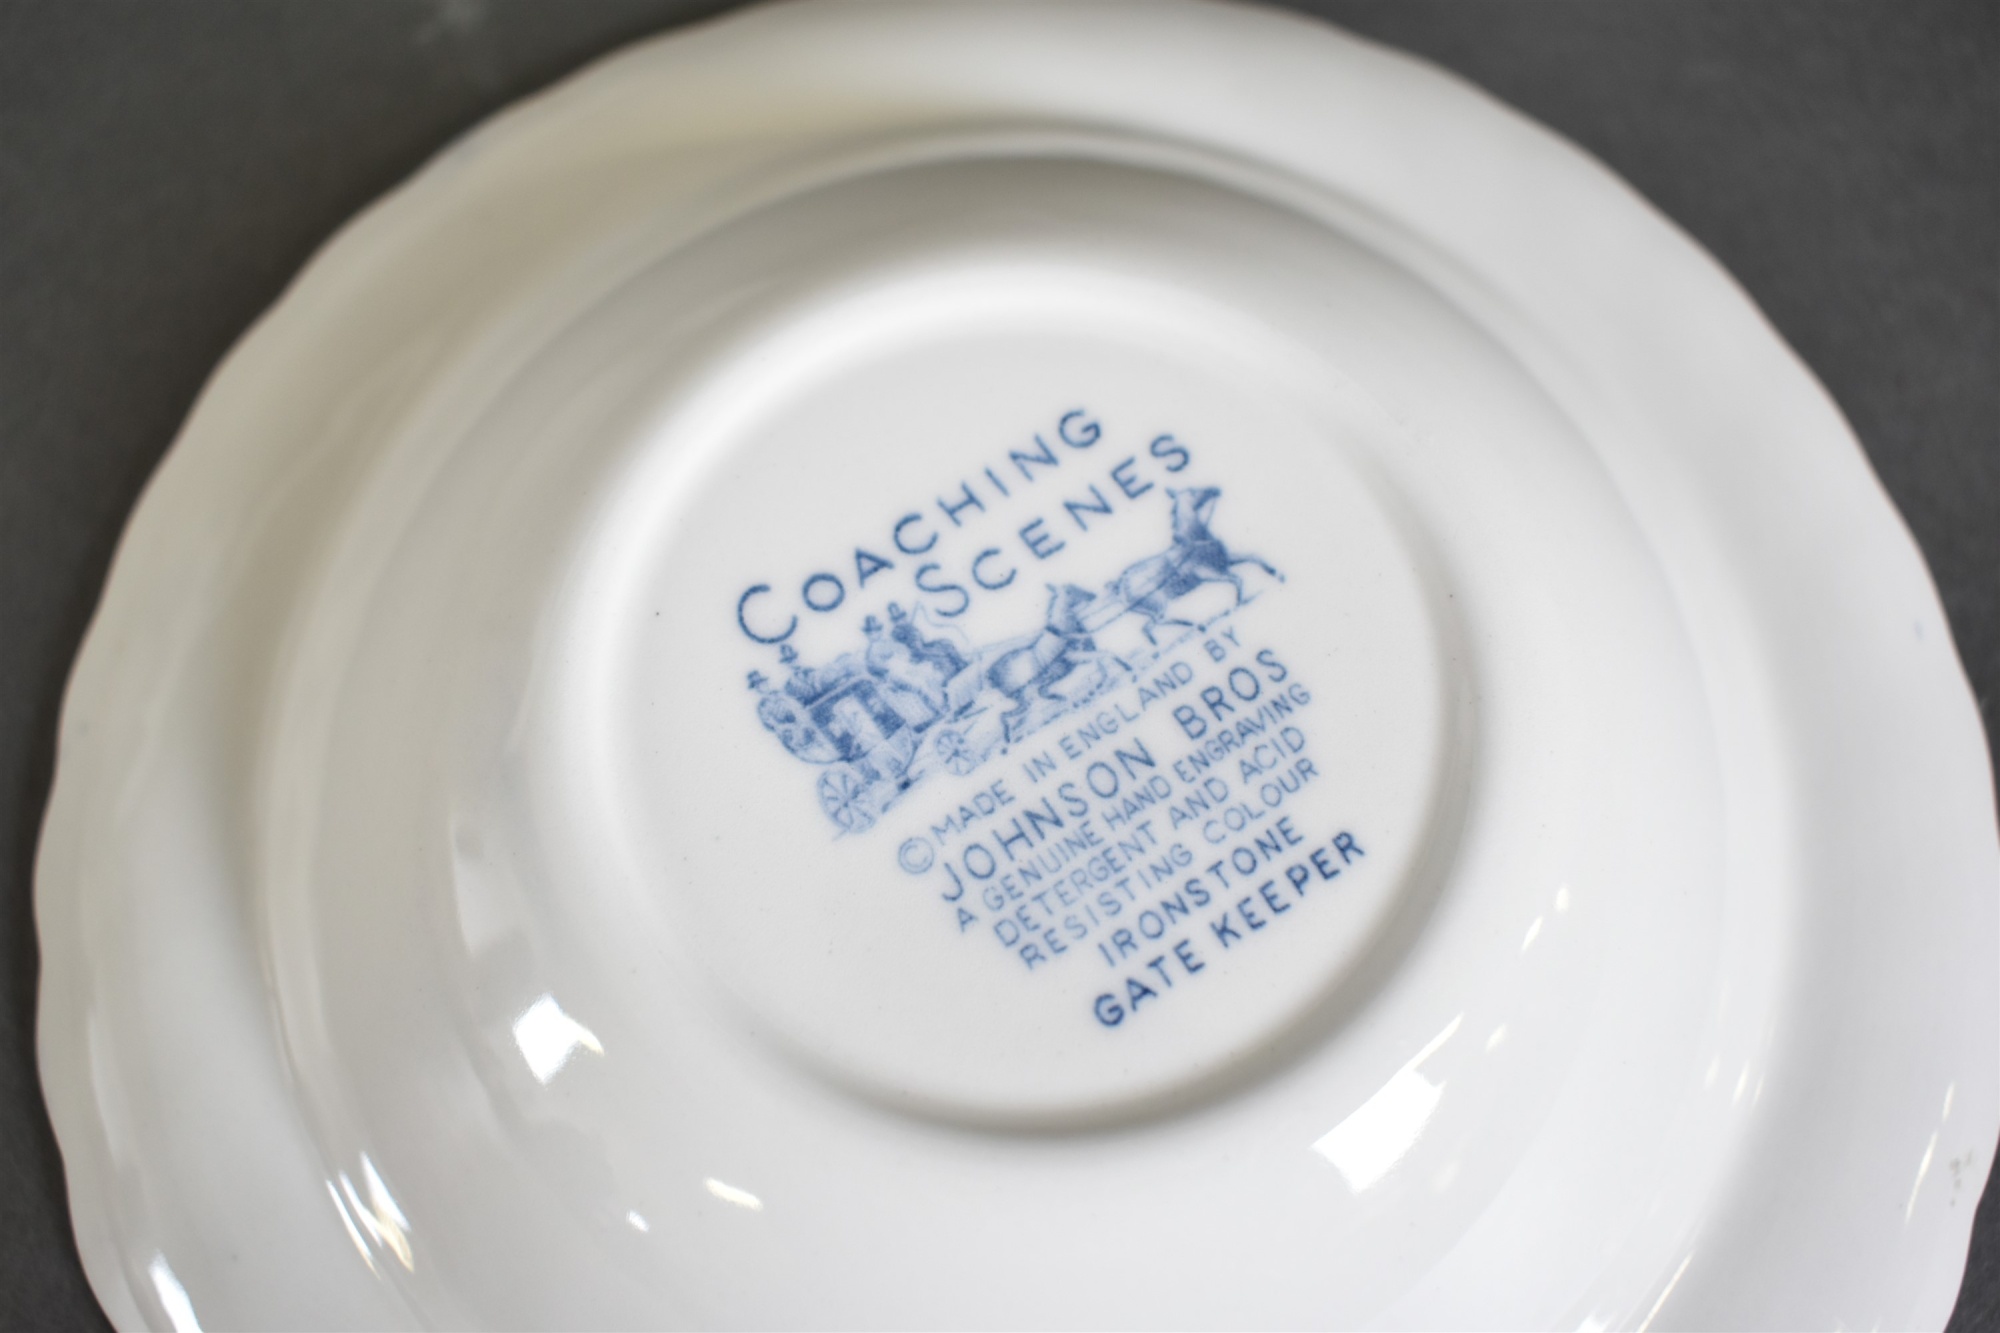 COACHING
SCENES
© MADE IN ENGLAND BY
JOHNSON BROS
A GENUINE HAND ENGRAVING
DETERGENT AND ACID
RESISTING COLOUR
IRONSTONE
GATE KEEPER